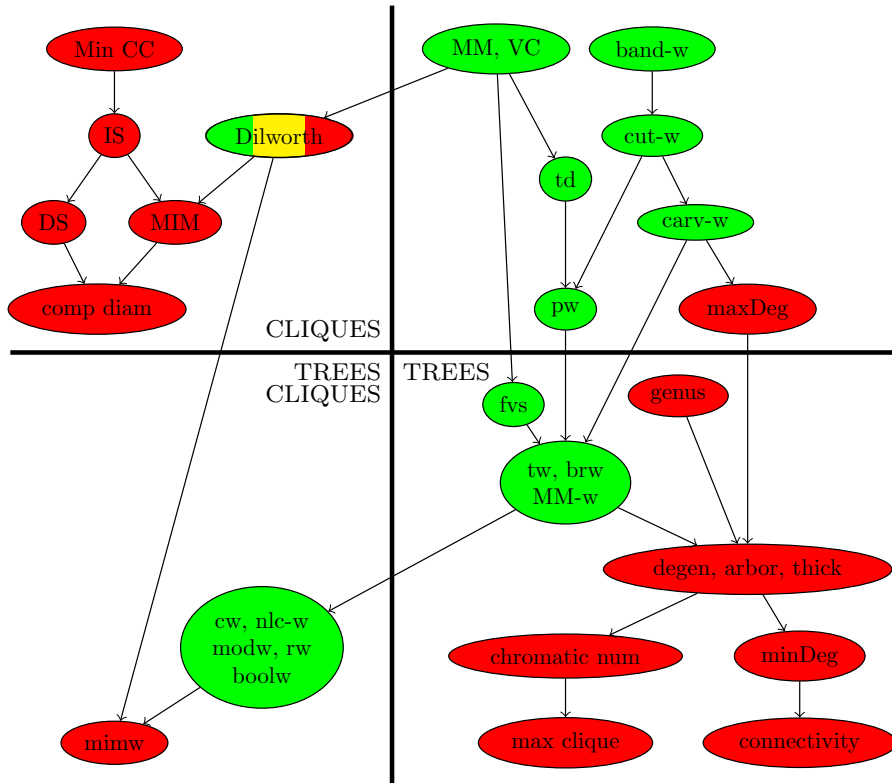 Min CC
MM, VC
band-w
IS
Dilworth
cut-w
td
DS
MIM
carv-w
comp diam
pw
maxDeg
CLIQUES
TREES
CLIQUES
TREES
fvs
genus
tw, brw
MM-w
degen, arbor, thick
cw, nlc-w
modw, rw
boolw
chromatic num
minDeg
mimw
max clique
connectivity